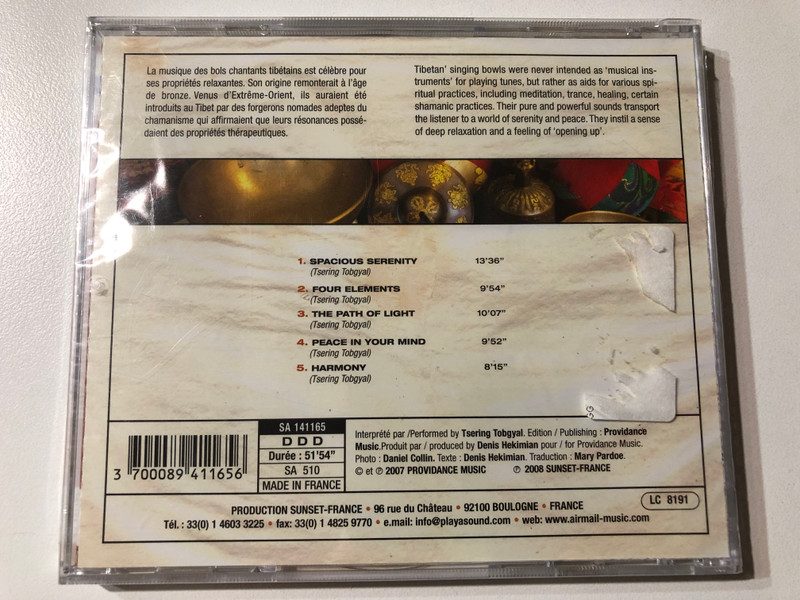 La musique des bols chantants tibétains est célèbre pour
ses propriétés relaxantes. Son origine remonterait à l'âge
de bronze. Venus d'Extrême-Orient, ils auraient été
introduits au Tibet par des forgerons nomades adeptes du
chamanisme qui affirmaient que leurs résonances possé-
daient des propriétés thérapeutiques.
Tibetan' singing bowls were never intended as 'musical ins-
truments' for playing tunes, but rather as aids for various spi-
ritual practices, including meditation, trance, healing, certain
shamanic practices. Their pure and powerful sounds transport
the listener to a world of serenity and peace. They instil a sense
of deep relaxation and a feeling of 'opening up'.
1. SPACIOUS SERENITY 13'36"
(Tsering Tobgyal)
2. FOUR ELEMENTS 9'54"
(Tsering Tobgyal)
3. THE PATH OF LIGHT 10'07"
(Tsering Tobgyal)
4. PEACE IN YOUR MIND 9'52"
(Tsering Tobgyal)
5. HARMONY 8'15"
(Tsering Tobgyal)
3 700089 411656
SA 141165
DDD
Durée : 51'54"
SA 510
MADE IN FRANCE
Interprété par /Performed by Tsering Tobgyal. Edition / Publishing : Providance
Music.Produit par / produced by Denis Hekimian pour / for Providance Music.
Photo : Daniel Collin. Texte : Denis Hekimian. Traduction : Mary Pardoe.
© et ℗ 2007 PROVIDANCE MUSIC ℗ 2008 SUNSET-FRANCE
LC 8191
PRODUCTION SUNSET-FRANCE • 96 rue du Château • 92100 BOULOGNE • FRANCE
Tél. : 33(0) 1 4603 3225 • fax: 33(0) 1 4825 9770 • e.mail: info@playasound.com • web: www.airmail-music.com